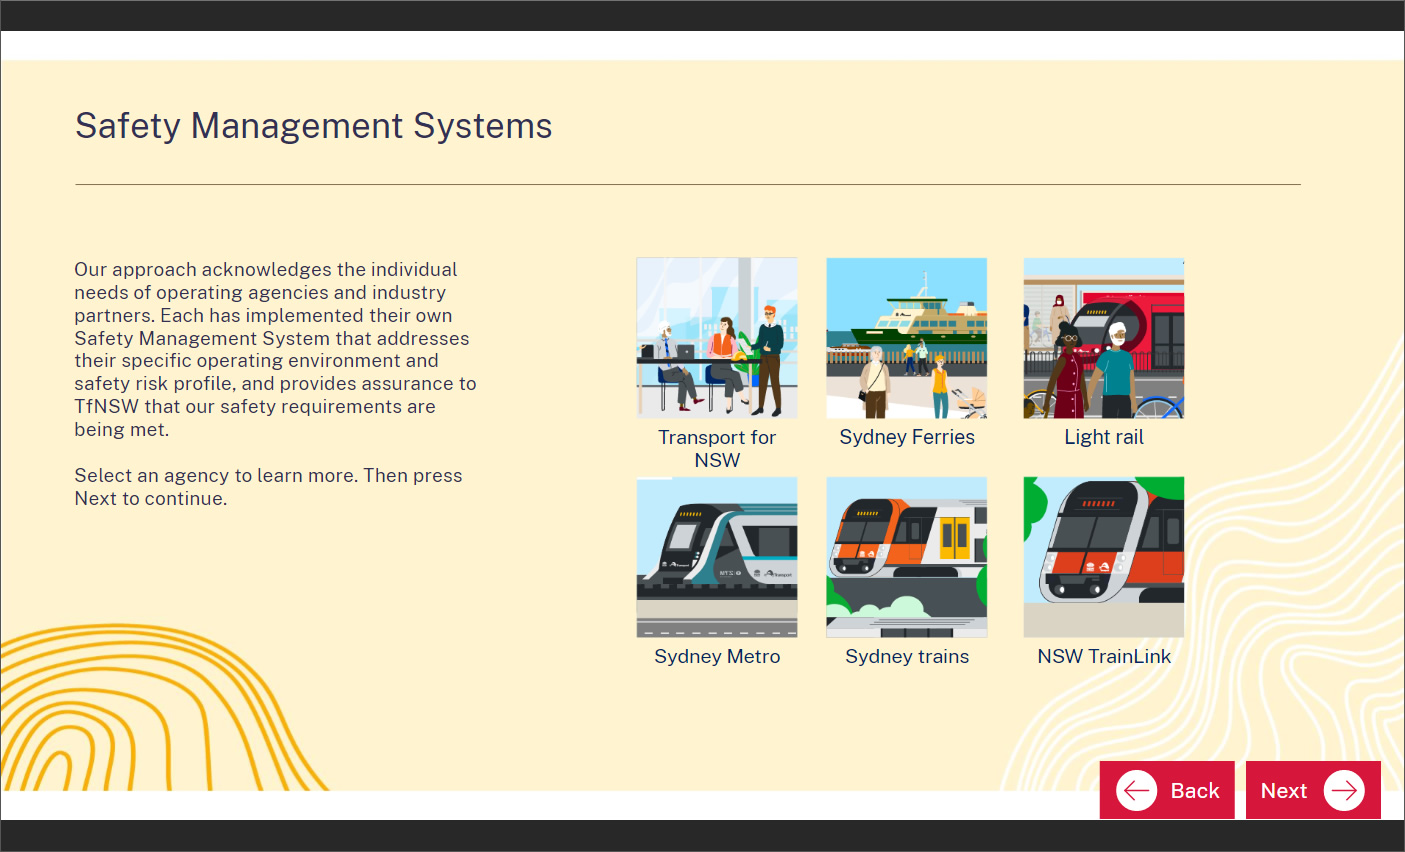 Safety Management Systems
Our approach acknowledges the individual
needs of operating agencies and industry
partners. Each has implemented their own
Safety Management System that addresses
their specific operating environment and
safety risk profile, and provides assurance to
TfNSW that our safety requirements are
being met.
Select an agency to learn more. Then press
Next to continue.
Transport for
NSW
Sydney Ferries
Light rail
Sydney Metro
Sydney trains
NSW TrainLink
Back
Next